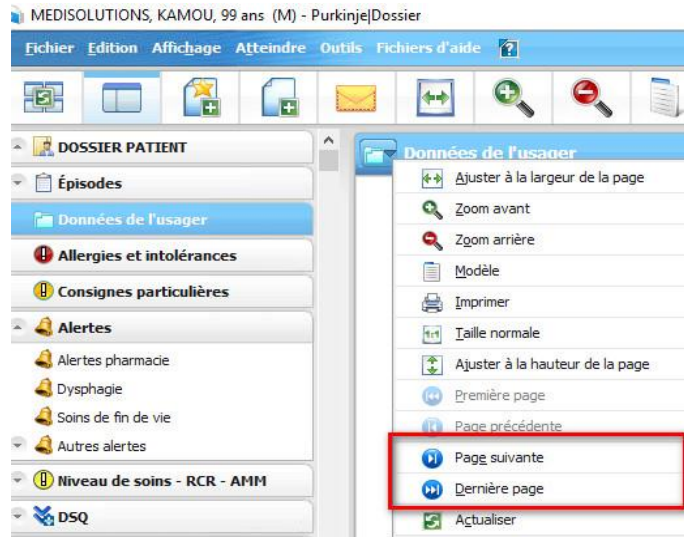 MEDISOLUTIONS, KAMOU, 99 ans (M) - Purkinje|Dossier
Fichier Edition Affichage Atteindre Outils Fichiers d'aide
DOSSIER PATIENT
Épisodes
Données de l'usager
Allergies et intolérances
Consignes particulières
Alertes
Alertes pharmacie
Dysphagie
Soins de fin de vie
Autres alertes
Niveau de soins - RCR - AMM
DSQ
Données de l'usager
Ajuster à la largeur de la page
Zoom avant
Zoom arrière
Modèle
Imprimer
Taille normale
Ajuster à la hauteur de la page
Première page
Page précédente
Page suivante
Dernière page
Actualiser